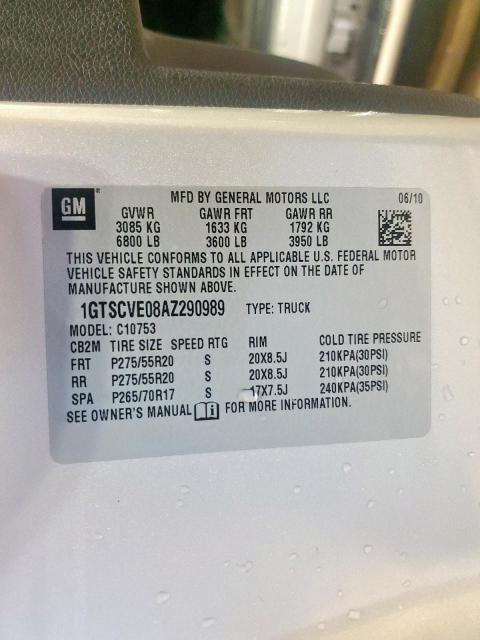 GM ® MFD BY GENERAL MOTORS LLC 06/10
GVWR GAWR FRT GAWR RR
3085 KG 1633 KG 1792 KG
6800 LB 3600 LB 3950 LB
THIS VEHICLE CONFORMS TO ALL APPLICABLE U.S. FEDERAL MOTOR
VEHICLE SAFETY STANDARDS IN EFFECT ON THE DATE OF
MANUFACTURE SHOWN ABOVE.
1GTSCVE08AZ290989 TYPE: TRUCK
MODEL: C10753
CB2M TIRE SIZE SPEED RTG RIM COLD TIRE PRESSURE
FRT P275/55R20 S 20X8.5J 210KPA(30PSI)
RR P275/55R20 S 20X8.5J 210KPA(30PSI)
SPA P265/70R17 S 17X7.5J 240KPA(35PSI)
SEE OWNER'S MANUAL FOR MORE INFORMATION.